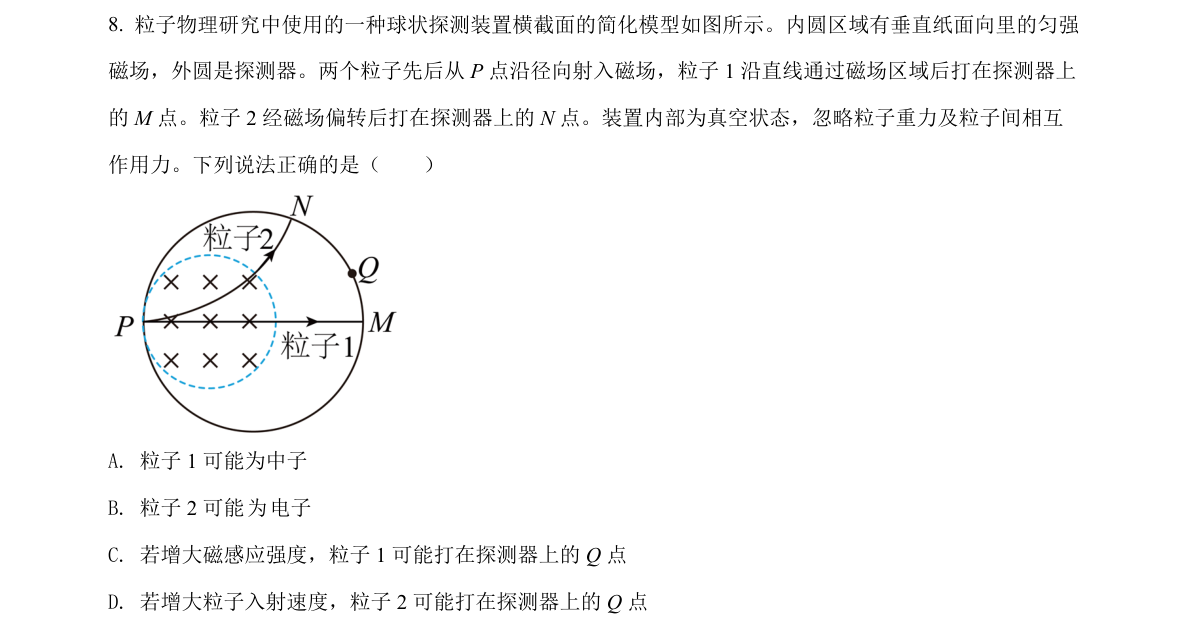 8. 粒子物理研究中使用的一种球状探测装置横截面的简化模型如图所示。内圆区域有垂直纸面向里的匀强
磁场，外圆是探测器。两个粒子先后从 P 点沿径向射入磁场，粒子 1 沿直线通过磁场区域后打在探测器上
的 M 点。粒子 2 经磁场偏转后打在探测器上的 N 点。装置内部为真空状态，忽略粒子重力及粒子间相互
作用力。下列说法正确的是（　　）
N
粒子2
Q
P
M
粒子1
A. 粒子 1 可能为中子
B. 粒子 2 可能为电子
C. 若增大磁感应强度，粒子 1 可能打在探测器上的 Q 点
D. 若增大粒子入射速度，粒子 2 可能打在探测器上的 Q 点